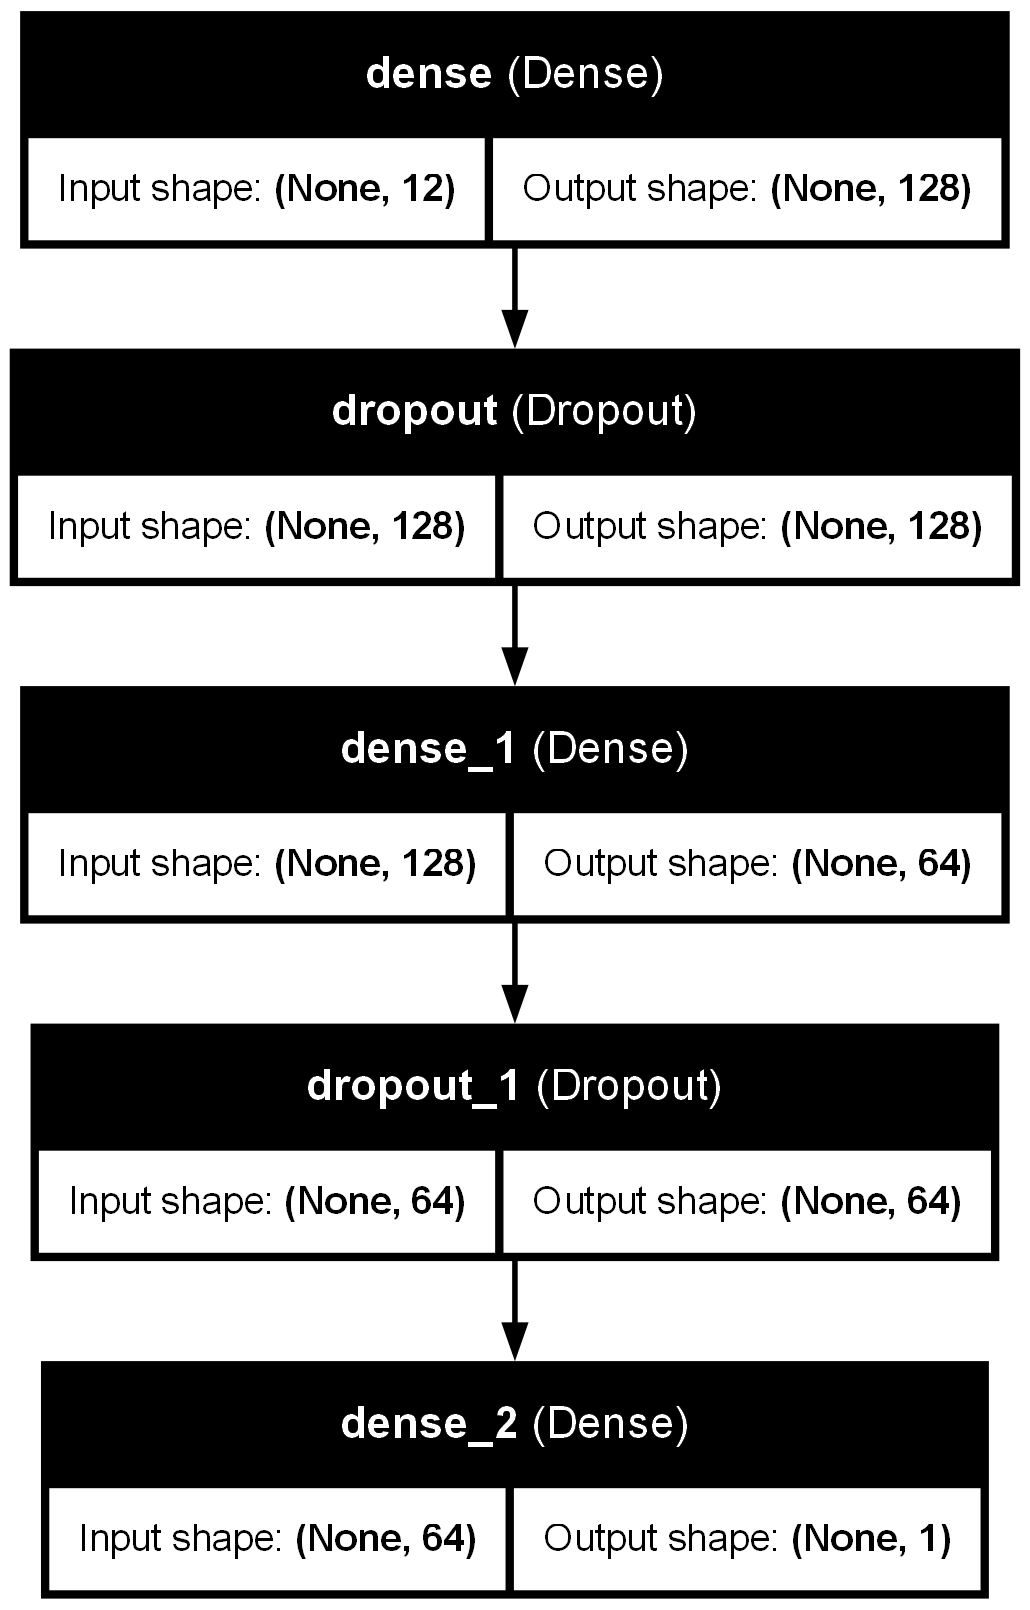 dense (Dense)
Input shape: (None, 12) Output shape: (None, 128)
dropout (Dropout)
Input shape: (None, 128) Output shape: (None, 128)
dense_1 (Dense)
Input shape: (None, 128) Output shape: (None, 64)
dropout_1 (Dropout)
Input shape: (None, 64) Output shape: (None, 64)
dense_2 (Dense)
Input shape: (None, 64) Output shape: (None, 1)